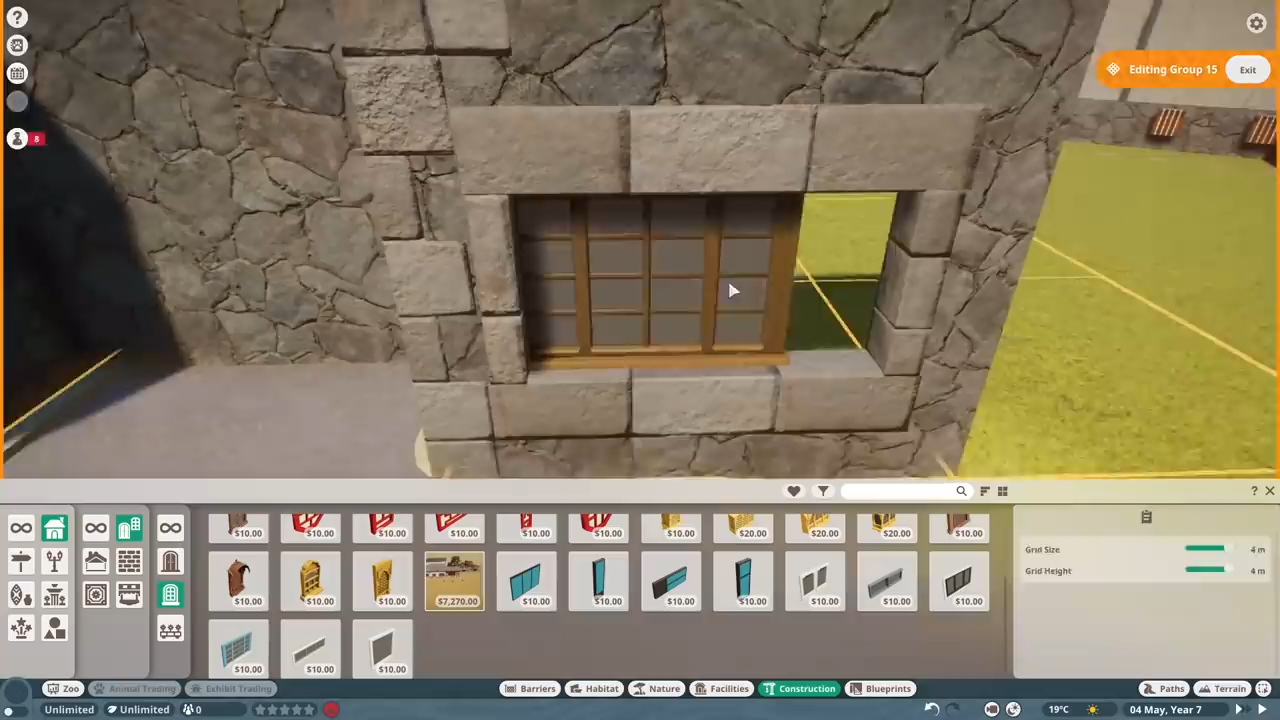 ?
Editing Group 15 Exit
8
?
$10.00 $10.00 $10.00 $10.00 $10.00 $10.00 $10.00 $20.00 $20.00 $20.00 $10.00
Grid Size 4 m
Grid Height 4 m
$10.00 $10.00 $10.00 $7,270.00 $10.00 $10.00 $10.00 $10.00 $10.00 $10.00 $10.00
$10.00 $10.00 $10.00
Zoo Animal Trading Exhibit Trading Barriers Habitat Nature Facilities Construction Blueprints Paths Terrain
Unlimited Unlimited 0 19°C 04 May, Year 7